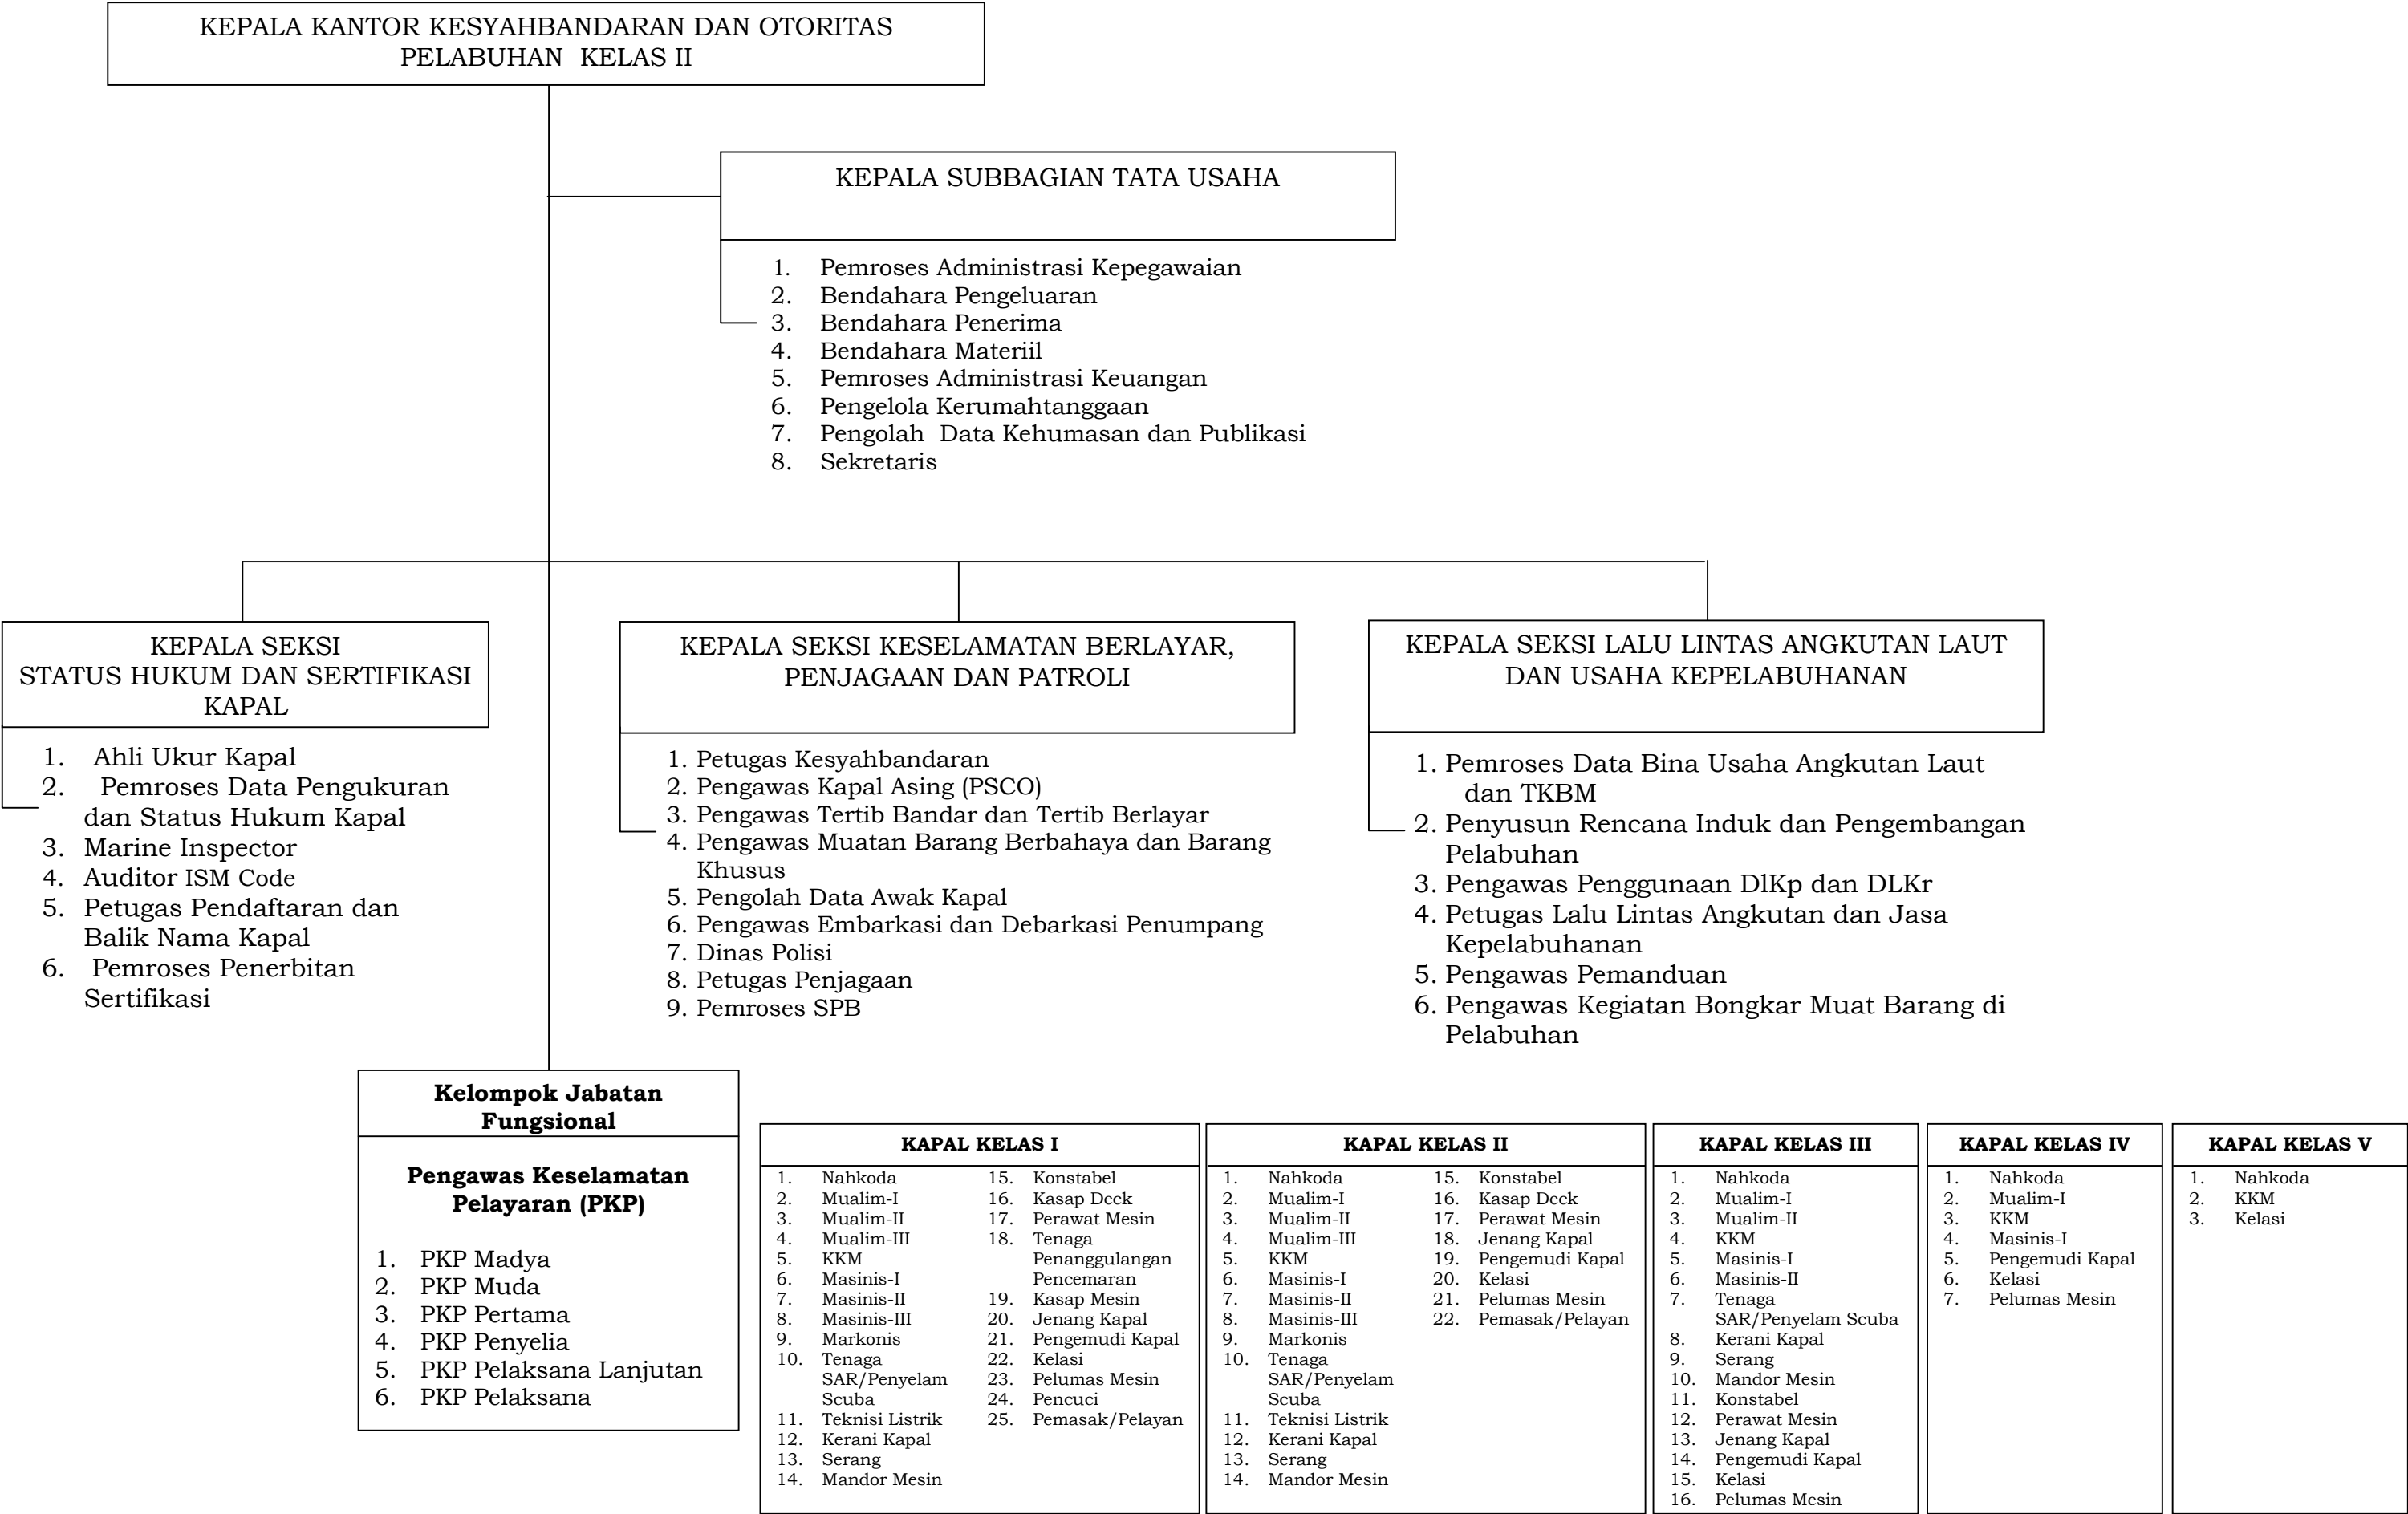 KEPALA KANTOR KESYAHBANDARAN DAN OTORITAS
PELABUHAN KELAS II
KEPALA SUBBAGIAN TATA USAHA
1. Pemroses Administrasi Kepegawaian
2. Bendahara Pengeluaran
3. Bendahara Penerima
4. Bendahara Materiil
5. Pemroses Administrasi Keuangan
6. Pengelola Kerumahtanggaan
7. Pengolah Data Kehumasan dan Publikasi
8. Sekretaris
KEPALA SEKSI
STATUS HUKUM DAN SERTIFIKASI
KAPAL
1. Ahli Ukur Kapal
2. Pemroses Data Pengukuran
dan Status Hukum Kapal
3. Marine Inspector
4. Auditor ISM Code
5. Petugas Pendaftaran dan
Balik Nama Kapal
6. Pemroses Penerbitan
Sertifikasi
KEPALA SEKSI KESELAMATAN BERLAYAR,
PENJAGAAN DAN PATROLI
1. Petugas Kesyahbandaran
2. Pengawas Kapal Asing (PSCO)
3. Pengawas Tertib Bandar dan Tertib Berlayar
4. Pengawas Muatan Barang Berbahaya dan Barang
Khusus
5. Pengolah Data Awak Kapal
6. Pengawas Embarkasi dan Debarkasi Penumpang
7. Dinas Polisi
8. Petugas Penjagaan
9. Pemroses SPB
KEPALA SEKSI LALU LINTAS ANGKUTAN LAUT
DAN USAHA KEPELABUHANAN
1. Pemroses Data Bina Usaha Angkutan Laut
dan TKBM
2. Penyusun Rencana Induk dan Pengembangan
Pelabuhan
3. Pengawas Penggunaan DlKp dan DLKr
4. Petugas Lalu Lintas Angkutan dan Jasa
Kepelabuhanan
5. Pengawas Pemanduan
6. Pengawas Kegiatan Bongkar Muat Barang di
Pelabuhan
Kelompok Jabatan
Fungsional
Pengawas Keselamatan
Pelayaran (PKP)
1. PKP Madya
2. PKP Muda
3. PKP Pertama
4. PKP Penyelia
5. PKP Pelaksana Lanjutan
6. PKP Pelaksana
KAPAL KELAS I
1. Nahkoda
2. Mualim-I
3. Mualim-II
4. Mualim-III
5. KKM
6. Masinis-I
7. Masinis-II
8. Masinis-III
9. Markonis
10. Tenaga
SAR/Penyelam
Scuba
11. Teknisi Listrik
12. Kerani Kapal
13. Serang
14. Mandor Mesin
15. Konstabel
16. Kasap Deck
17. Perawat Mesin
18. Tenaga
Penanggulangan
Pencemaran
19. Kasap Mesin
20. Jenang Kapal
21. Pengemudi Kapal
22. Kelasi
23. Pelumas Mesin
24. Pencuci
25. Pemasak/Pelayan
KAPAL KELAS II
1. Nahkoda
2. Mualim-I
3. Mualim-II
4. Mualim-III
5. KKM
6. Masinis-I
7. Masinis-II
8. Masinis-III
9. Markonis
10. Tenaga
SAR/Penyelam
Scuba
11. Teknisi Listrik
12. Kerani Kapal
13. Serang
14. Mandor Mesin
15. Konstabel
16. Kasap Deck
17. Perawat Mesin
18. Jenang Kapal
19. Pengemudi Kapal
20. Kelasi
21. Pelumas Mesin
22. Pemasak/Pelayan
KAPAL KELAS III
1. Nahkoda
2. Mualim-I
3. Mualim-II
4. KKM
5. Masinis-I
6. Masinis-II
7. Tenaga
SAR/Penyelam Scuba
8. Kerani Kapal
9. Serang
10. Mandor Mesin
11. Konstabel
12. Perawat Mesin
13. Jenang Kapal
14. Pengemudi Kapal
15. Kelasi
16. Pelumas Mesin
KAPAL KELAS IV
1. Nahkoda
2. Mualim-I
3. KKM
4. Masinis-I
5. Pengemudi Kapal
6. Kelasi
7. Pelumas Mesin
KAPAL KELAS V
1. Nahkoda
2. KKM
3. Kelasi